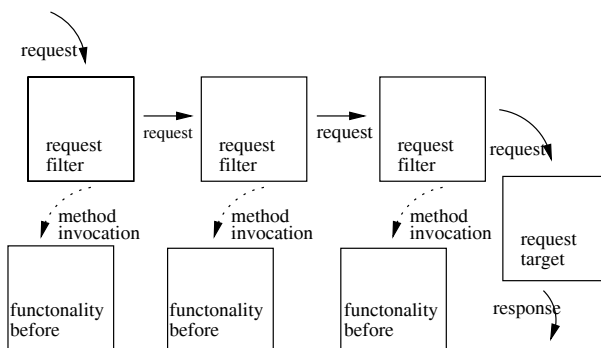 request
request
filter
request
request
filter
request
request
filter
request
method
invocation
method
invocation
method
invocation
request
target
functonality
before
functonality
before
functonality
before
response